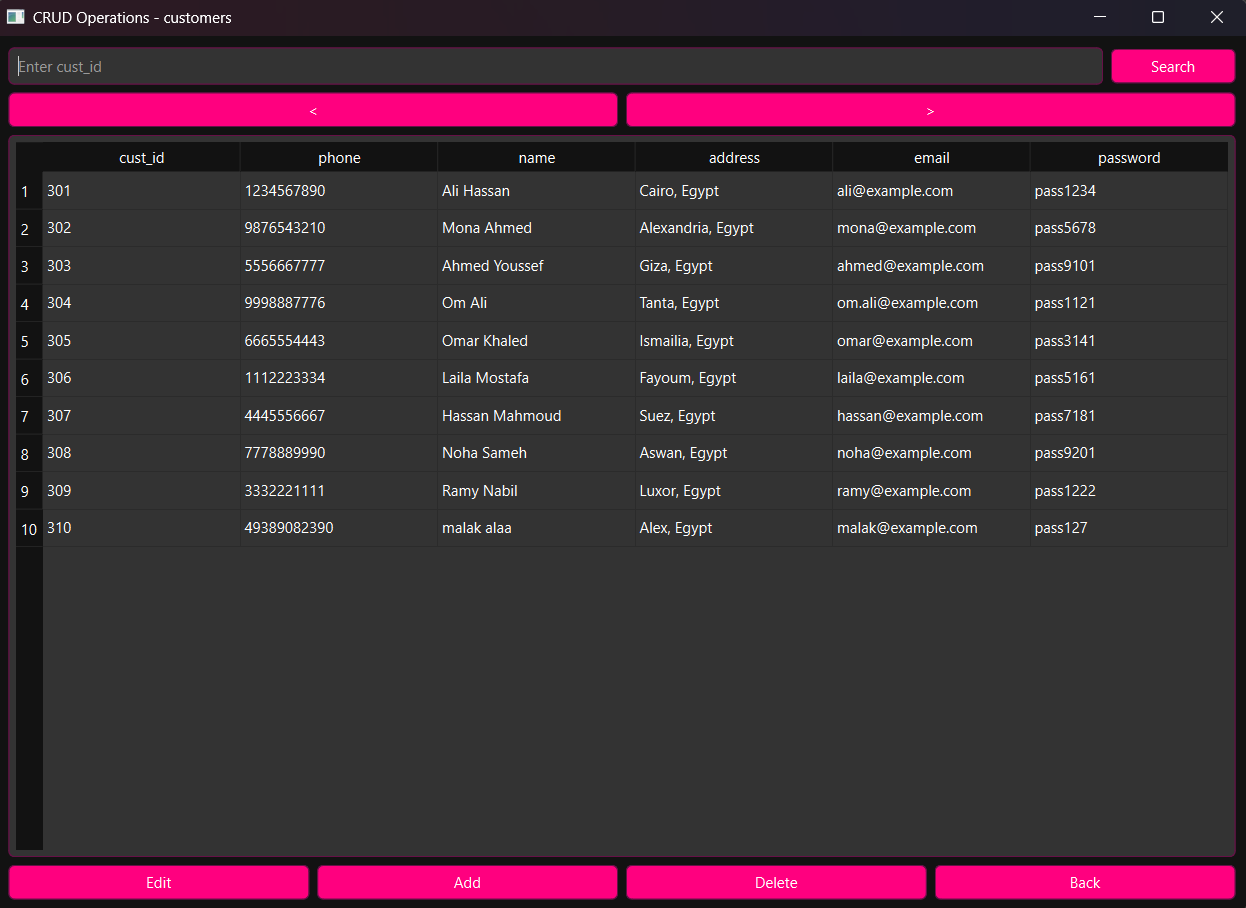 CRUD Operations - customers
Enter cust_id
Search
< >
cust_id phone name address email password
1 301 1234567890 Ali Hassan Cairo, Egypt ali@example.com pass1234
2 302 9876543210 Mona Ahmed Alexandria, Egypt mona@example.com pass5678
3 303 5556667777 Ahmed Youssef Giza, Egypt ahmed@example.com pass9101
4 304 9998887776 Om Ali Tanta, Egypt om.ali@example.com pass1121
5 305 6665554443 Omar Khaled Ismailia, Egypt omar@example.com pass3141
6 306 1112223334 Laila Mostafa Fayoum, Egypt laila@example.com pass5161
7 307 4445556667 Hassan Mahmoud Suez, Egypt hassan@example.com pass7181
8 308 7778889990 Noha Sameh Aswan, Egypt noha@example.com pass9201
9 309 3332221111 Ramy Nabil Luxor, Egypt ramy@example.com pass1222
10 310 49389082390 malak alaa Alex, Egypt malak@example.com pass127
Edit Add Delete Back